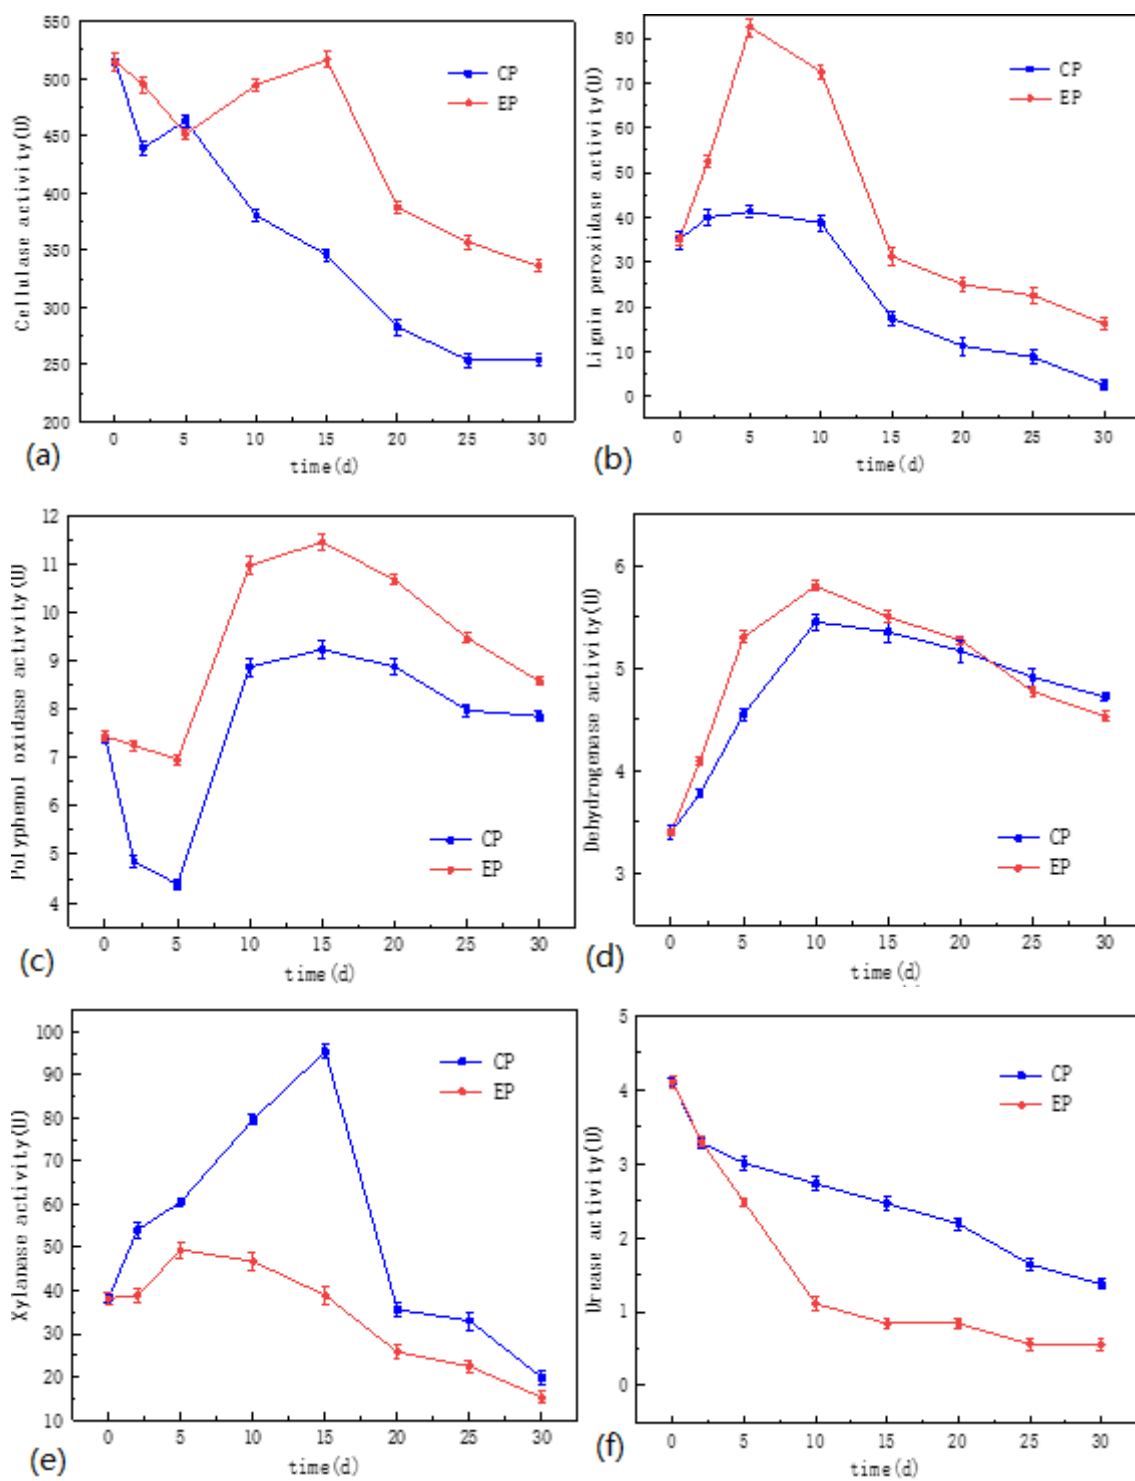 550
500
450
400
350
300
250
200
Cellulase activity(U)
CP
EP
0 5 10 15 20 25 30
time(d)
(a)
80
70
60
50
40
30
20
10
0
Lignin peroxidase activity(U)
CP
EP
0 5 10 15 20 25 30
time(d)
(b)
12
11
10
9
8
7
6
5
4
Polyphenol oxidase activity(U)
CP
EP
0 5 10 15 20 25 30
time(d)
(c)
6
5
4
3
Dehydrogenase activity(U)
CP
EP
0 5 10 15 20 25 30
time(d)
(d)
100
90
80
70
60
50
40
30
20
10
Xylanase activity(U)
CP
EP
0 5 10 15 20 25 30
time(d)
(e)
5
4
3
2
1
0
Urease activity(U)
CP
EP
0 5 10 15 20 25 30
time(d)
(f)